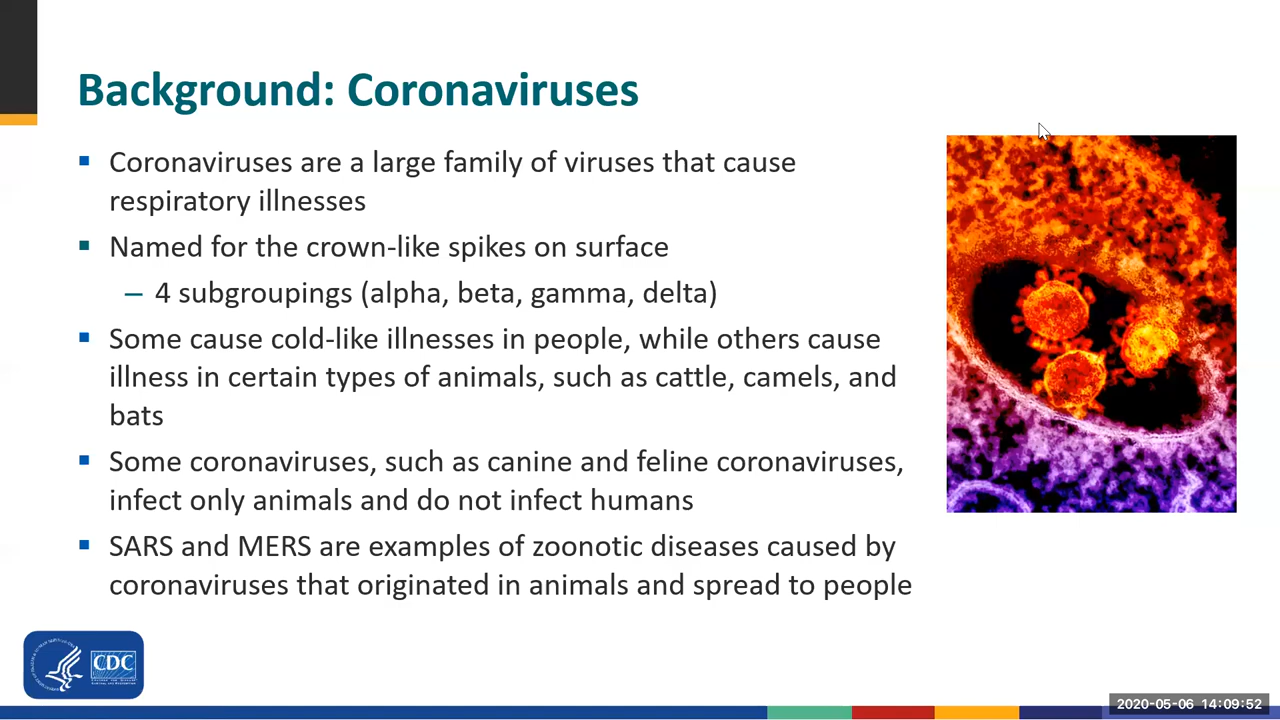 Background: Coronaviruses
Coronaviruses are a large family of viruses that cause
respiratory illnesses
Named for the crown-like spikes on surface
– 4 subgroupings (alpha, beta, gamma, delta)
Some cause cold-like illnesses in people, while others cause
illness in certain types of animals, such as cattle, camels, and
bats
Some coronaviruses, such as canine and feline coronaviruses,
infect only animals and do not infect humans
SARS and MERS are examples of zoonotic diseases caused by
coronaviruses that originated in animals and spread to people
CDC
2020-05-06 14:09:52